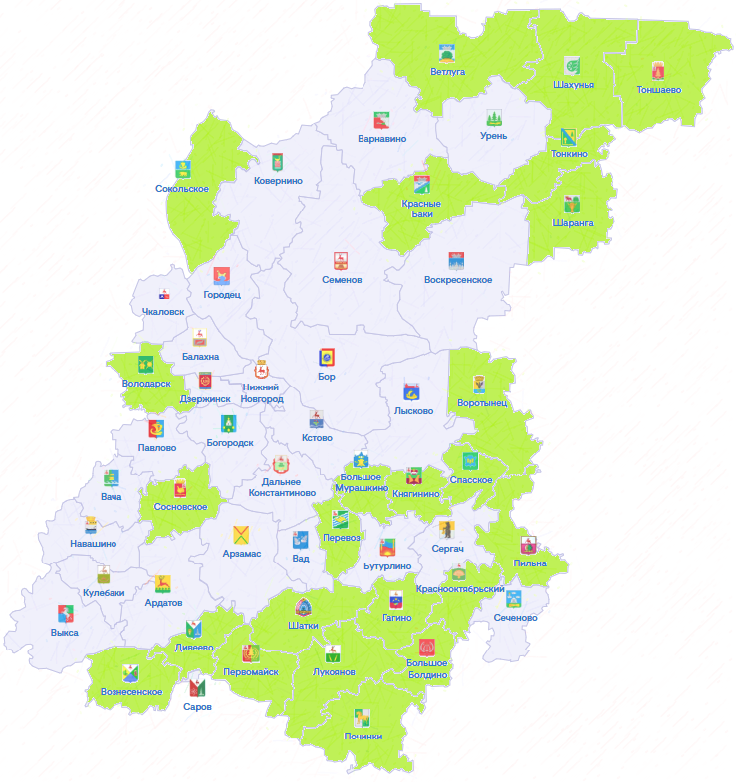 Ветлуга
Шахунья
Тоншаево
Варнавино
Урень
Тонкино
Ковернино
Сокольское
Красные
Баки
Шаранга
Семенов
Воскресенское
Городец
Чкаловск
Балахна
Володарск
Дзержинск
Нижний
Новгород
Бор
Лысково
Воротынец
Павлово
Богородск
Кстово
Дальнее
Константиново
Большое
Мурашкино
Княгинино
Спасское
Вача
Сосновское
Навашино
Арзамас
Вад
Перевоз
Бутурлино
Сергач
Пильна
Кулебаки
Ардатов
Краснооктябрьский
Сеченово
Выкса
Дивеево
Шатки
Гагино
Вознесенское
Первомайск
Лукоянов
Большое
Болдино
Саров
Починки